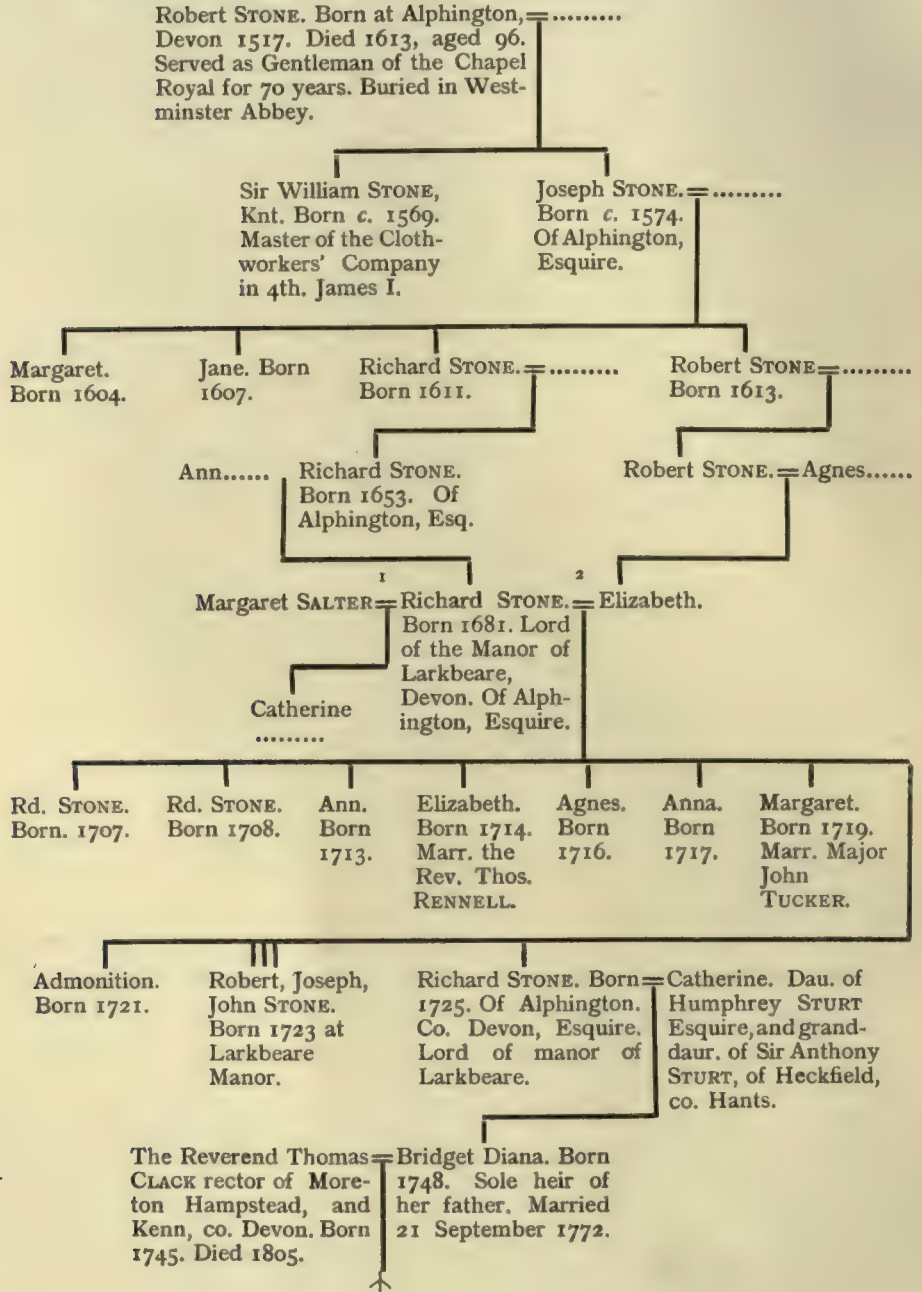 Robert STONE. Born at Alphington,=.........
Devon 1517. Died 1613, aged 96.
Served as Gentleman of the Chapel
Royal for 70 years. Buried in West-
minster Abbey.
Sir William STONE,
Knt. Born c. 1569.
Master of the Cloth-
workers' Company
in 4th. James I.
Joseph STONE.=.........
Born c. 1574.
Of Alphington,
Esquire.
Margaret.
Born 1604.
Jane. Born
1607.
Richard STONE.=.........
Born 1611.
Robert STONE=.........
Born 1613.
Ann......
Richard STONE.
Born 1653. Of
Alphington, Esq.
Robert STONE.=Agnes......
1 2
Margaret SALTER=Richard STONE.=Elizabeth.
Born 1681. Lord
of the Manor of
Larkbeare,
Devon. Of Alph-
ington, Esquire.
Catherine
.........
Rd. STONE.
Born. 1707.
Rd. STONE.
Born 1708.
Ann.
Born
1713.
Elizabeth.
Born 1714.
Marr. the
Rev. Thos.
RENNELL.
Agnes.
Born
1716.
Anna.
Born
1717.
Margaret.
Born 1719.
Marr. Major
John
TUCKER.
Admonition.
Born 1721.
Robert, Joseph,
John STONE.
Born 1723 at
Larkbeare
Manor.
Richard STONE. Born=
1725. Of Alphington.
Co. Devon, Esquire.
Lord of manor of
Larkbeare.
Catherine. Dau. of
Humphrey STURT
Esquire, and grand-
daur. of Sir Anthony
STURT, of Heckfield,
co. Hants.
The Reverend Thomas=
CLACK rector of More-
ton Hampstead, and
Kenn, co. Devon. Born
1745. Died 1805.
Bridget Diana. Born
1748. Sole heir of
her father. Married
21 September 1772.